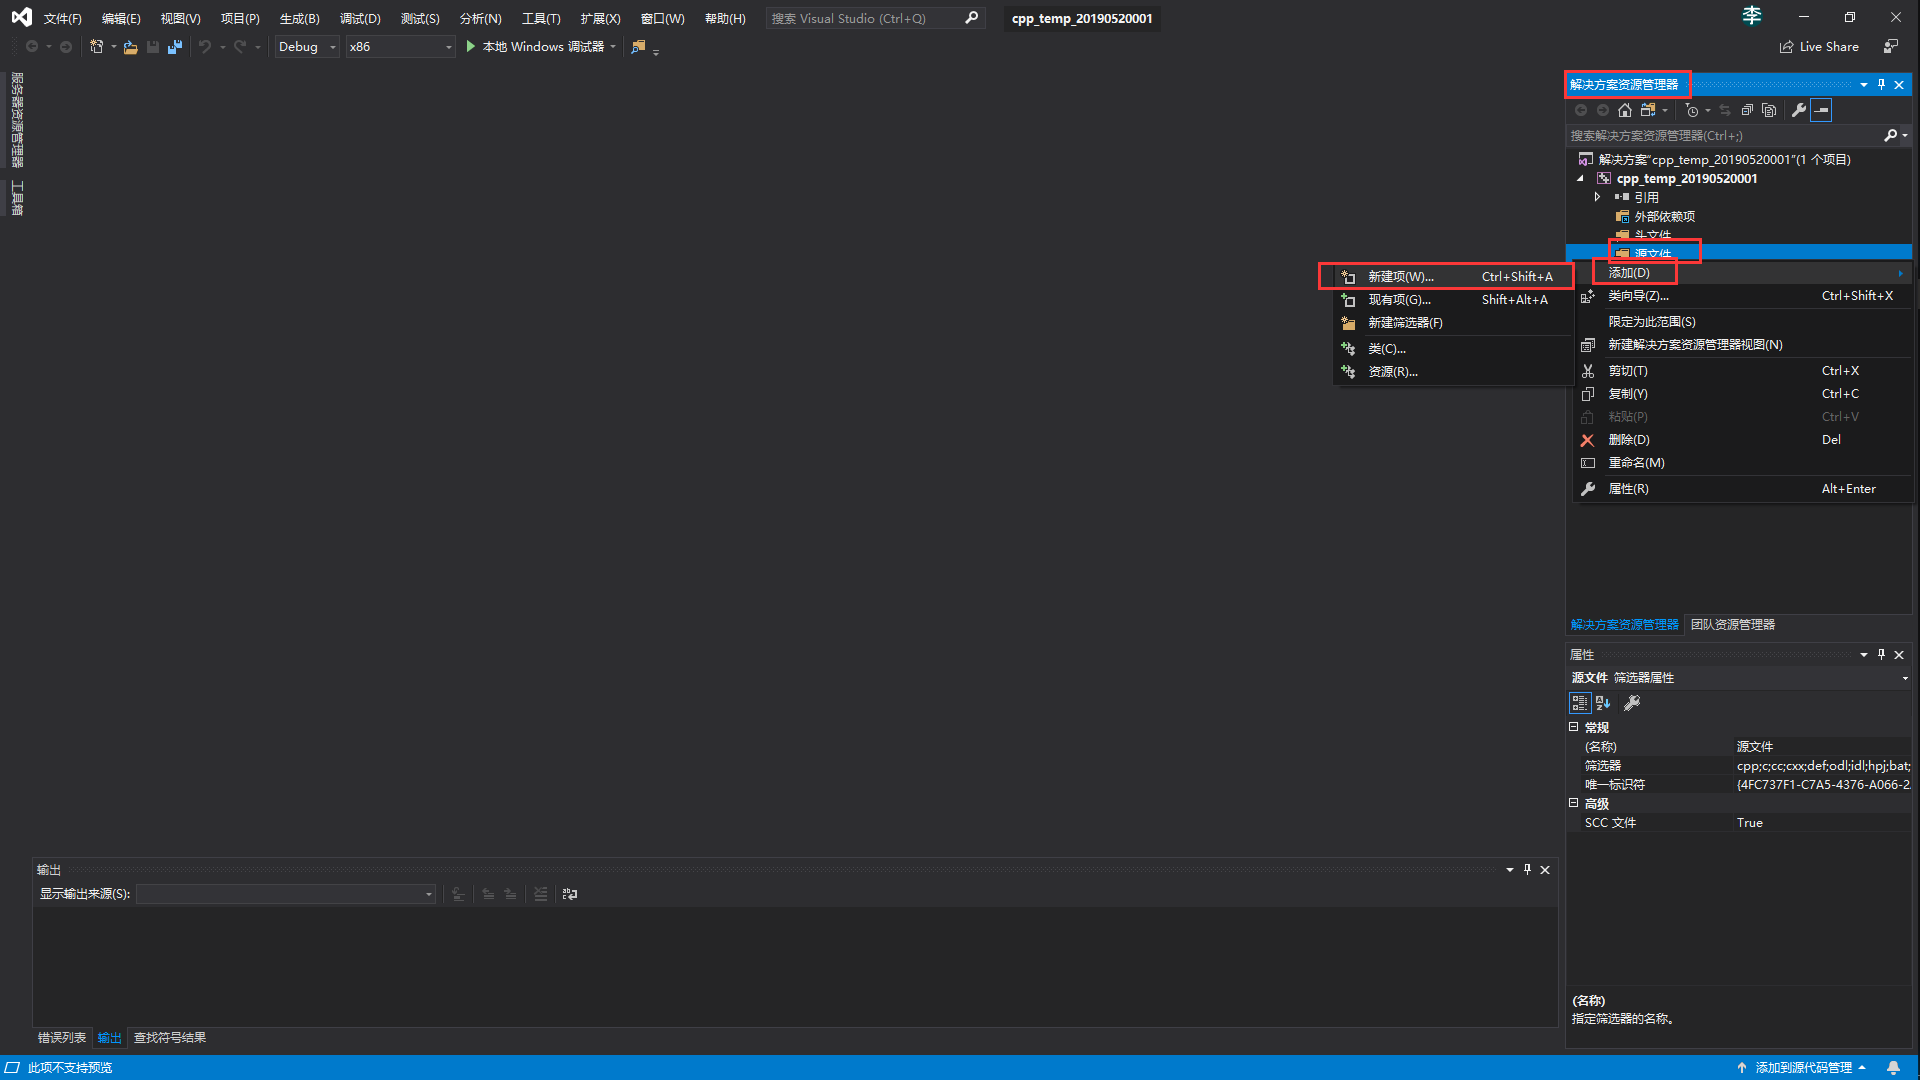 文件(F) 编辑(E) 视图(V) 项目(P) 生成(B) 调试(D) 测试(S) 分析(N) 工具(T) 扩展(X) 窗口(W) 帮助(H) 搜索 Visual Studio (Ctrl+Q) cpp_temp_20190520001 李
Debug x86 本地 Windows 调试器 Live Share
服务器资源管理器
工具箱
解决方案资源管理器
搜索解决方案资源管理器(Ctrl+;)
解决方案"cpp_temp_20190520001"(1 个项目)
cpp_temp_20190520001
引用
外部依赖项
头文件
源文件
添加(D)
新建项(W)... Ctrl+Shift+A
现有项(G)... Shift+Alt+A
新建筛选器(F)
类(C)...
资源(R)...
类向导(Z)... Ctrl+Shift+X
限定为此范围(S)
新建解决方案资源管理器视图(N)
剪切(T) Ctrl+X
复制(Y) Ctrl+C
粘贴(P) Ctrl+V
删除(D) Del
重命名(M)
属性(R) Alt+Enter
解决方案资源管理器 团队资源管理器
属性
源文件 筛选器属性
常规
(名称) 源文件
筛选器 cpp;c;cc;cxx;def;odl;idl;hpj;bat;
唯一标识符 {4FC737F1-C7A5-4376-A066-2
高级
SCC 文件 True
(名称)
指定筛选器的名称。
输出
显示输出来源(S):
错误列表 输出 查找符号结果
此项不支持预览 添加到源代码管理